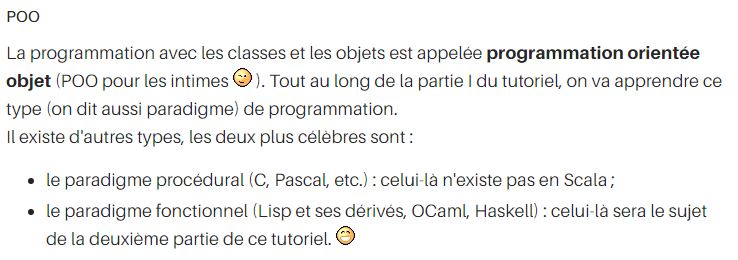 POO
La programmation avec les classes et les objets est appelée programmation orientée
objet (POO pour les intimes ). Tout au long de la partie I du tutoriel, on va apprendre ce
type (on dit aussi paradigme) de programmation.
Il existe d'autres types, les deux plus célèbres sont :
• le paradigme procédural (C, Pascal, etc.) : celui-là n'existe pas en Scala ;
• le paradigme fonctionnel (Lisp et ses dérivés, OCaml, Haskell) : celui-là sera le sujet
de la deuxième partie de ce tutoriel.